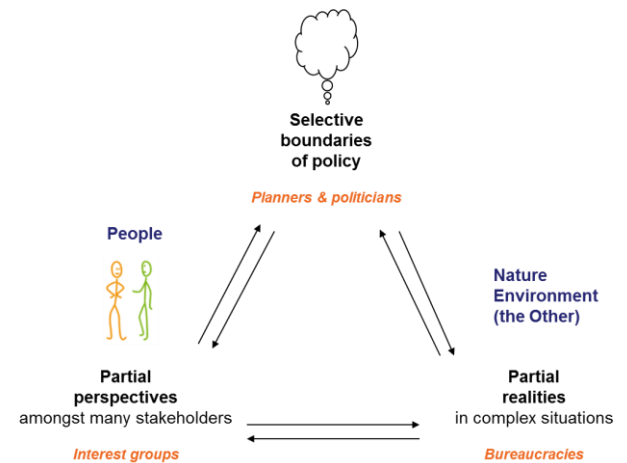 Selective
boundaries
of policy
Planners & politicians
People
Nature
Environment
(the Other)
Partial
perspectives
amongst many stakeholders
Interest groups
Partial
realities
in complex situations
Bureaucracies